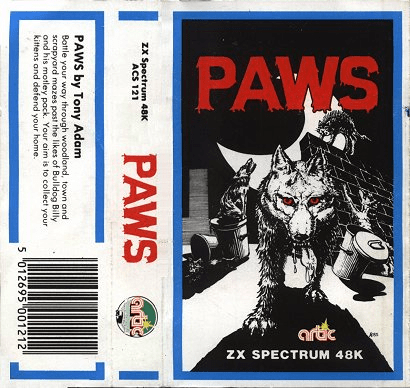 PAWS by Tony Adam
Battle your way through woodland, town and
scrapyard mazes past the likes of Bulldog Billy
and his motley pack. Your aim is to collect your
kittens and defend your home.
5 012695 001212
ZX Spectrum 48K
ACS 121
PAWS
artic
PAWS
artic
ZX SPECTRUM 48K